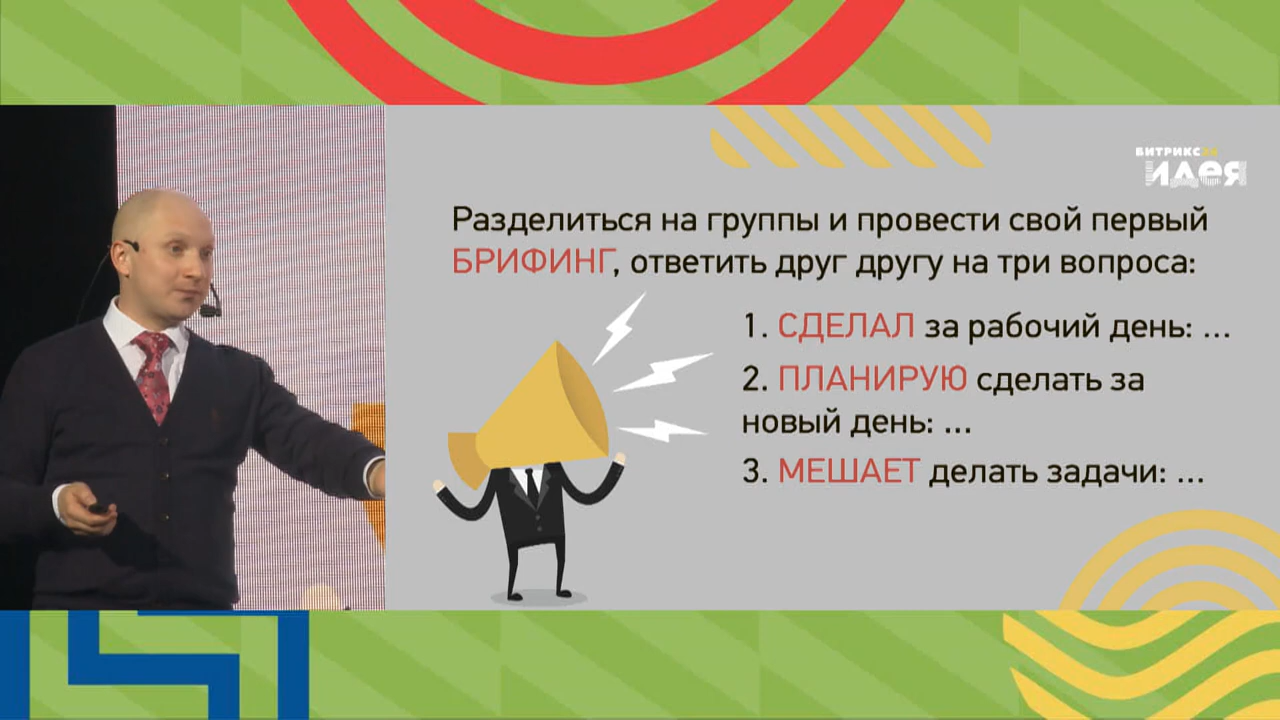 БИТРИКС24
идея
Разделиться на группы и провести свой первый
БРИФИНГ, ответить друг другу на три вопроса:
1. СДЕЛАЛ за рабочий день: ...
2. ПЛАНИРУЮ сделать за
новый день: ...
3. МЕШАЕТ делать задачи: ...